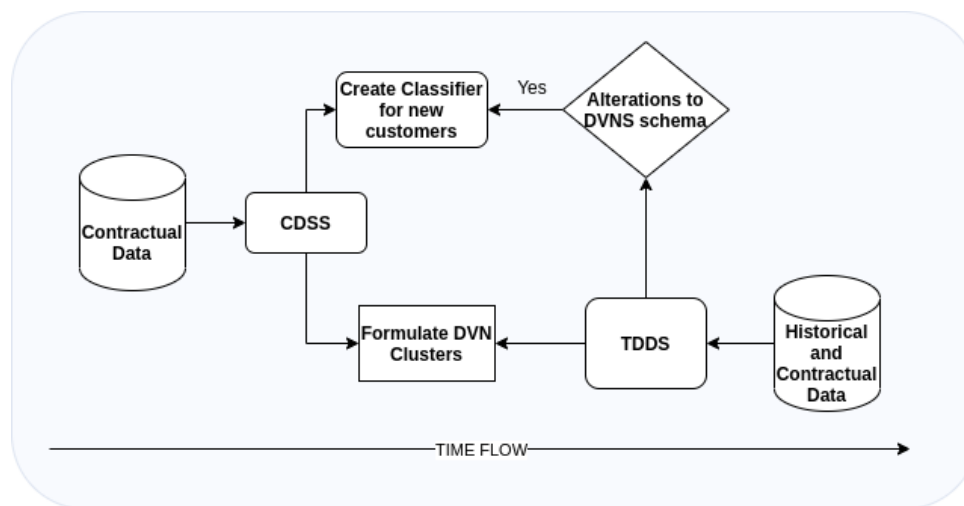 Create Classifier
for new
customers
Yes
Alterations to
DVNS schema
Contractual
Data
CDSS
Formulate DVN
Clusters
TDDS
Historical
and
Contractual
Data
TIME FLOW